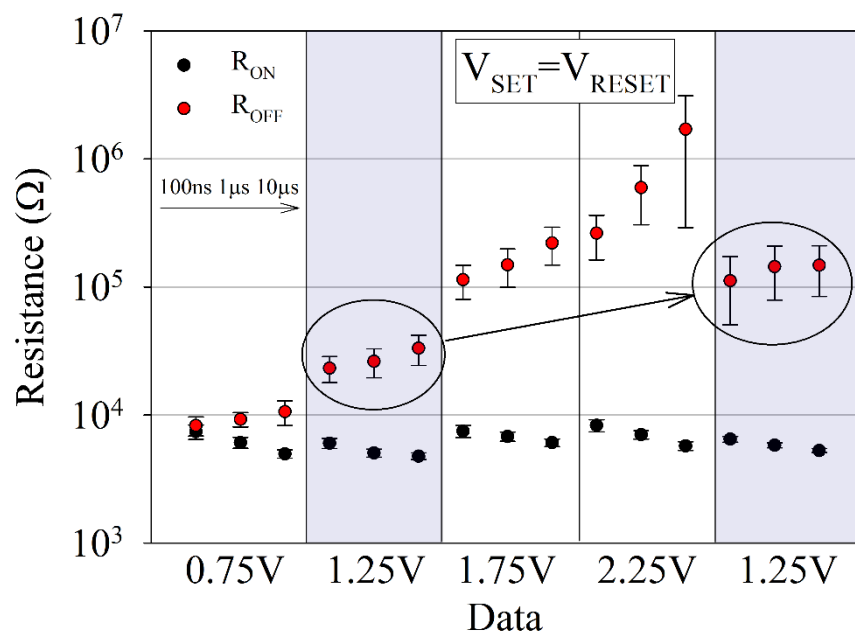 10⁷
10⁶
10⁵
10⁴
10³
Resistance (Ω)
R_ON
R_OFF
V_SET=V_RESET
100ns 1μs 10μs
0.75V 1.25V 1.75V 2.25V 1.25V
Data